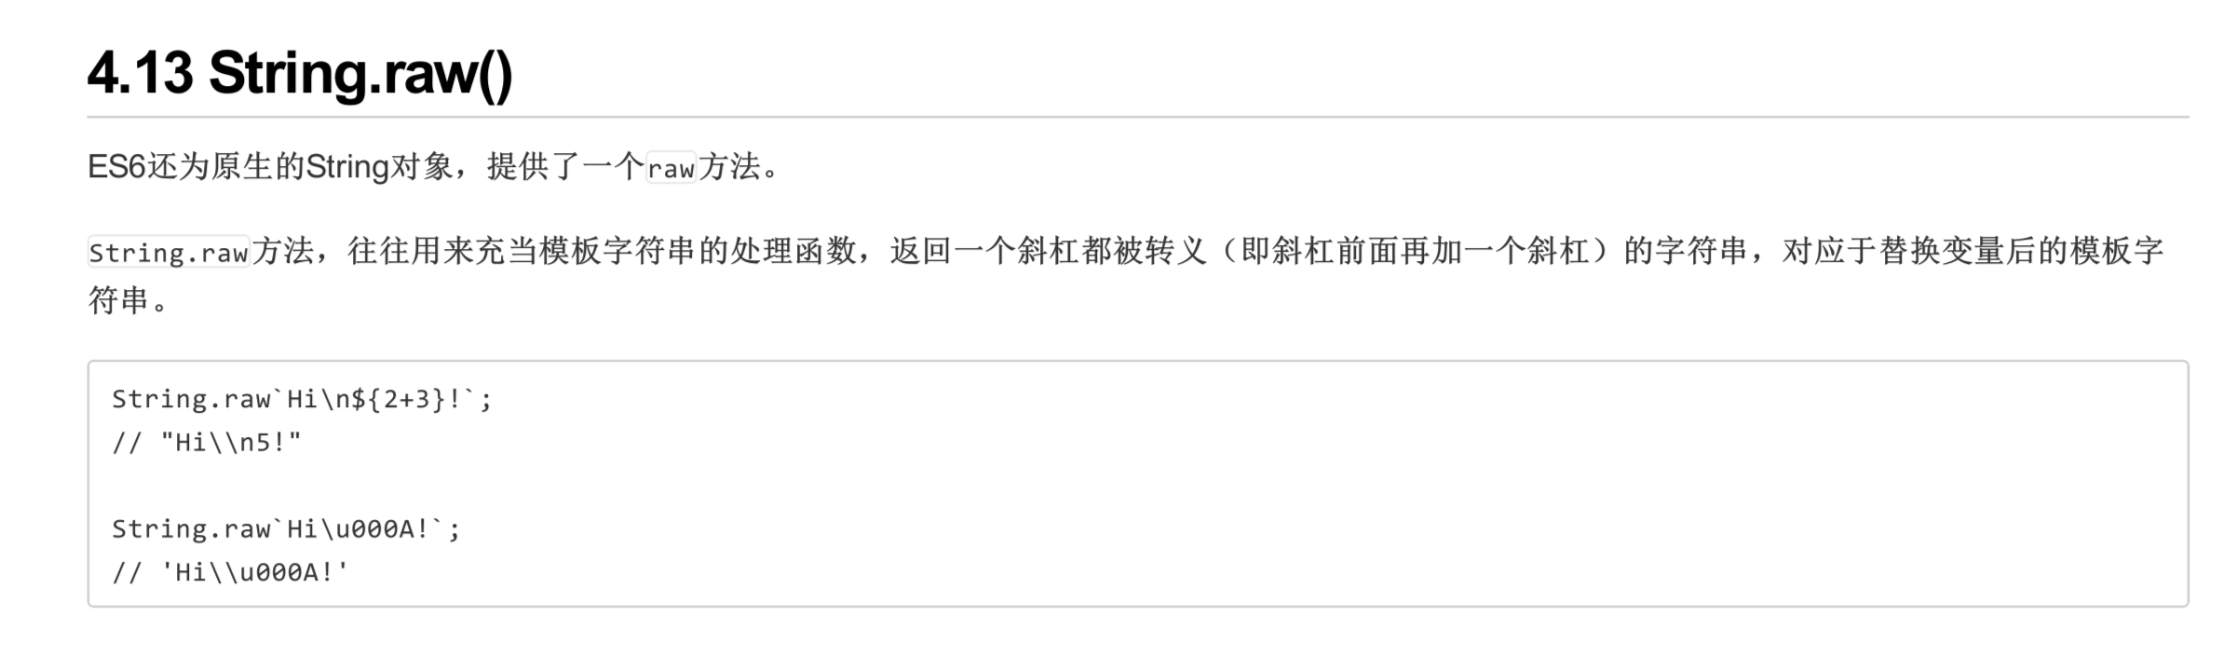 4.13 String.raw()
ES6还为原生的String对象，提供了一个raw方法。
String.raw方法，往往用来充当模板字符串的处理函数，返回一个斜杠都被转义（即斜杠前面再加一个斜杠）的字符串，对应于替换变量后的模板字
符串。
String.raw`Hi\n${2+3}!`;
// "Hi\\n5!"
String.raw`Hi\u000A!`;
// 'Hi\\u000A!'